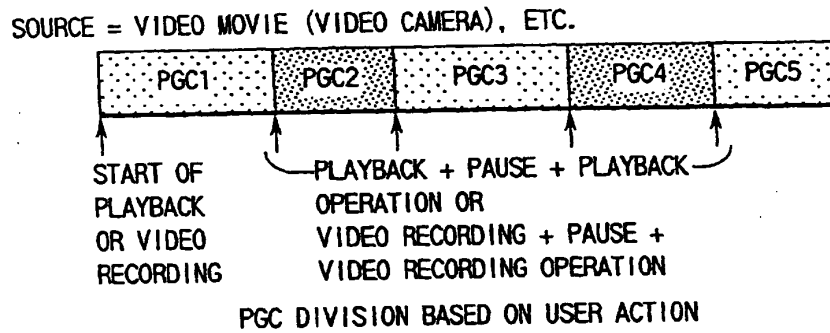 SOURCE = VIDEO MOVIE (VIDEO CAMERA), ETC.
PGC1 PGC2 PGC3 PGC4 PGC5
START OF
PLAYBACK
OR VIDEO
RECORDING
PLAYBACK + PAUSE + PLAYBACK
OPERATION OR
VIDEO RECORDING + PAUSE +
VIDEO RECORDING OPERATION
PGC DIVISION BASED ON USER ACTION